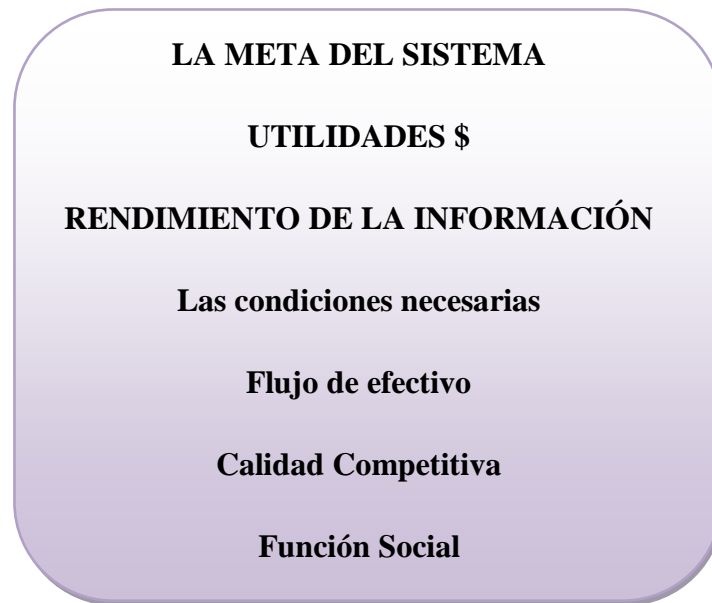 LA META DEL SISTEMA
UTILIDADES $
RENDIMIENTO DE LA INFORMACIÓN
Las condiciones necesarias
Flujo de efectivo
Calidad Competitiva
Función Social